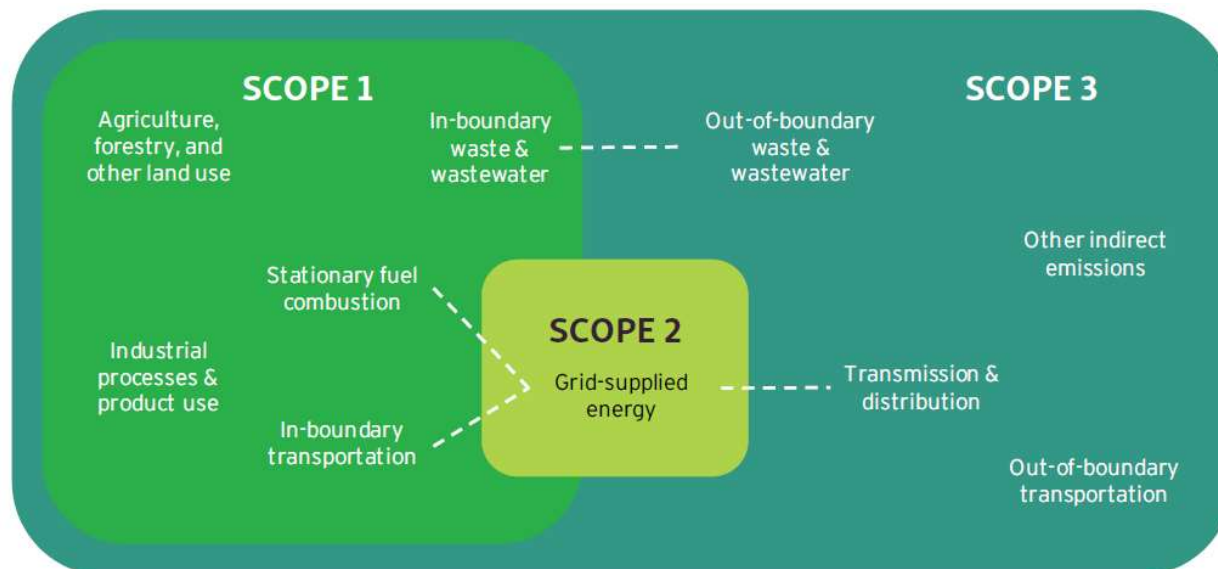 SCOPE 1
Agriculture,
forestry, and
other land use
In-boundary
waste &
wastewater
Stationary fuel
combustion
Industrial
processes &
product use
In-boundary
transportation
SCOPE 2
Grid-supplied
energy
SCOPE 3
Out-of-boundary
waste &
wastewater
Other indirect
emissions
Transmission &
distribution
Out-of-boundary
transportation